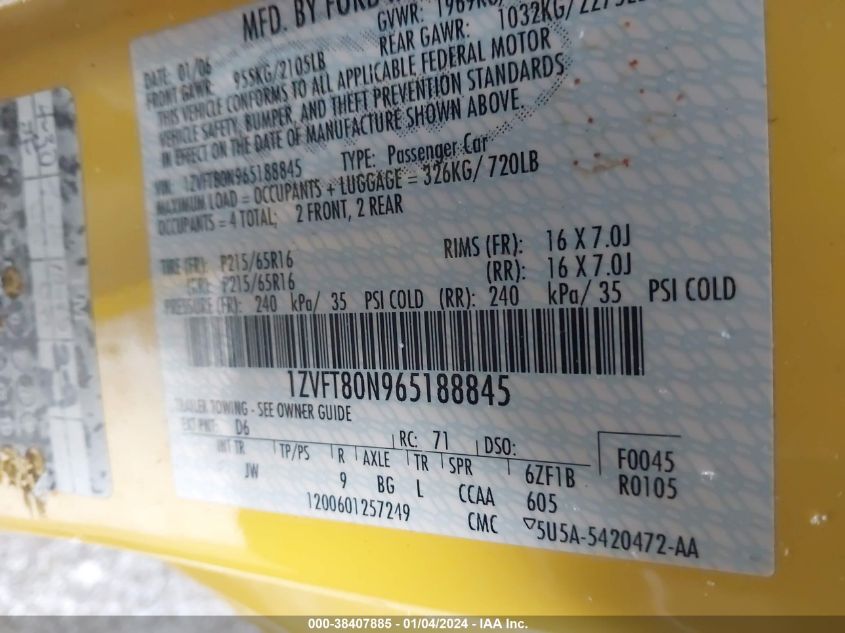 MFD. BY FORD
GVWR: 1969KG/
DATE: 01/06
FRONT GAWR: 955KG/2105LB
REAR GAWR: 1032KG/2275LB
THIS VEHICLE CONFORMS TO ALL APPLICABLE FEDERAL MOTOR
VEHICLE SAFETY, BUMPER, AND THEFT PREVENTION STANDARDS
IN EFFECT ON THE DATE OF MANUFACTURE SHOWN ABOVE.
VIN: 1ZVFT80N965188845 TYPE: Passenger Car
MAXIMUM LOAD = OCCUPANTS + LUGGAGE = 326KG/ 720LB
OCCUPANTS = 4 TOTAL; 2 FRONT, 2 REAR
TIRE (FR): P215/65R16 RIMS (FR): 16 X 7.0J
(RR): P215/65R16 (RR): 16 X 7.0J
PRESSURE (FR): 240 kPa/ 35 PSI COLD (RR): 240 kPa/ 35 PSI COLD
1ZVFT80N965188845
TRAILER TOWING - SEE OWNER GUIDE
EXT PNT: D6 RC: 71 DSO: F0045
INT TR TP/PS R AXLE TR SPR 6ZF1B R0105
JW 9 BG L CCAA 605
1200601257249 CMC ▽5U5A-5420472-AA
000-38407885 - 01/04/2024 - IAA Inc.